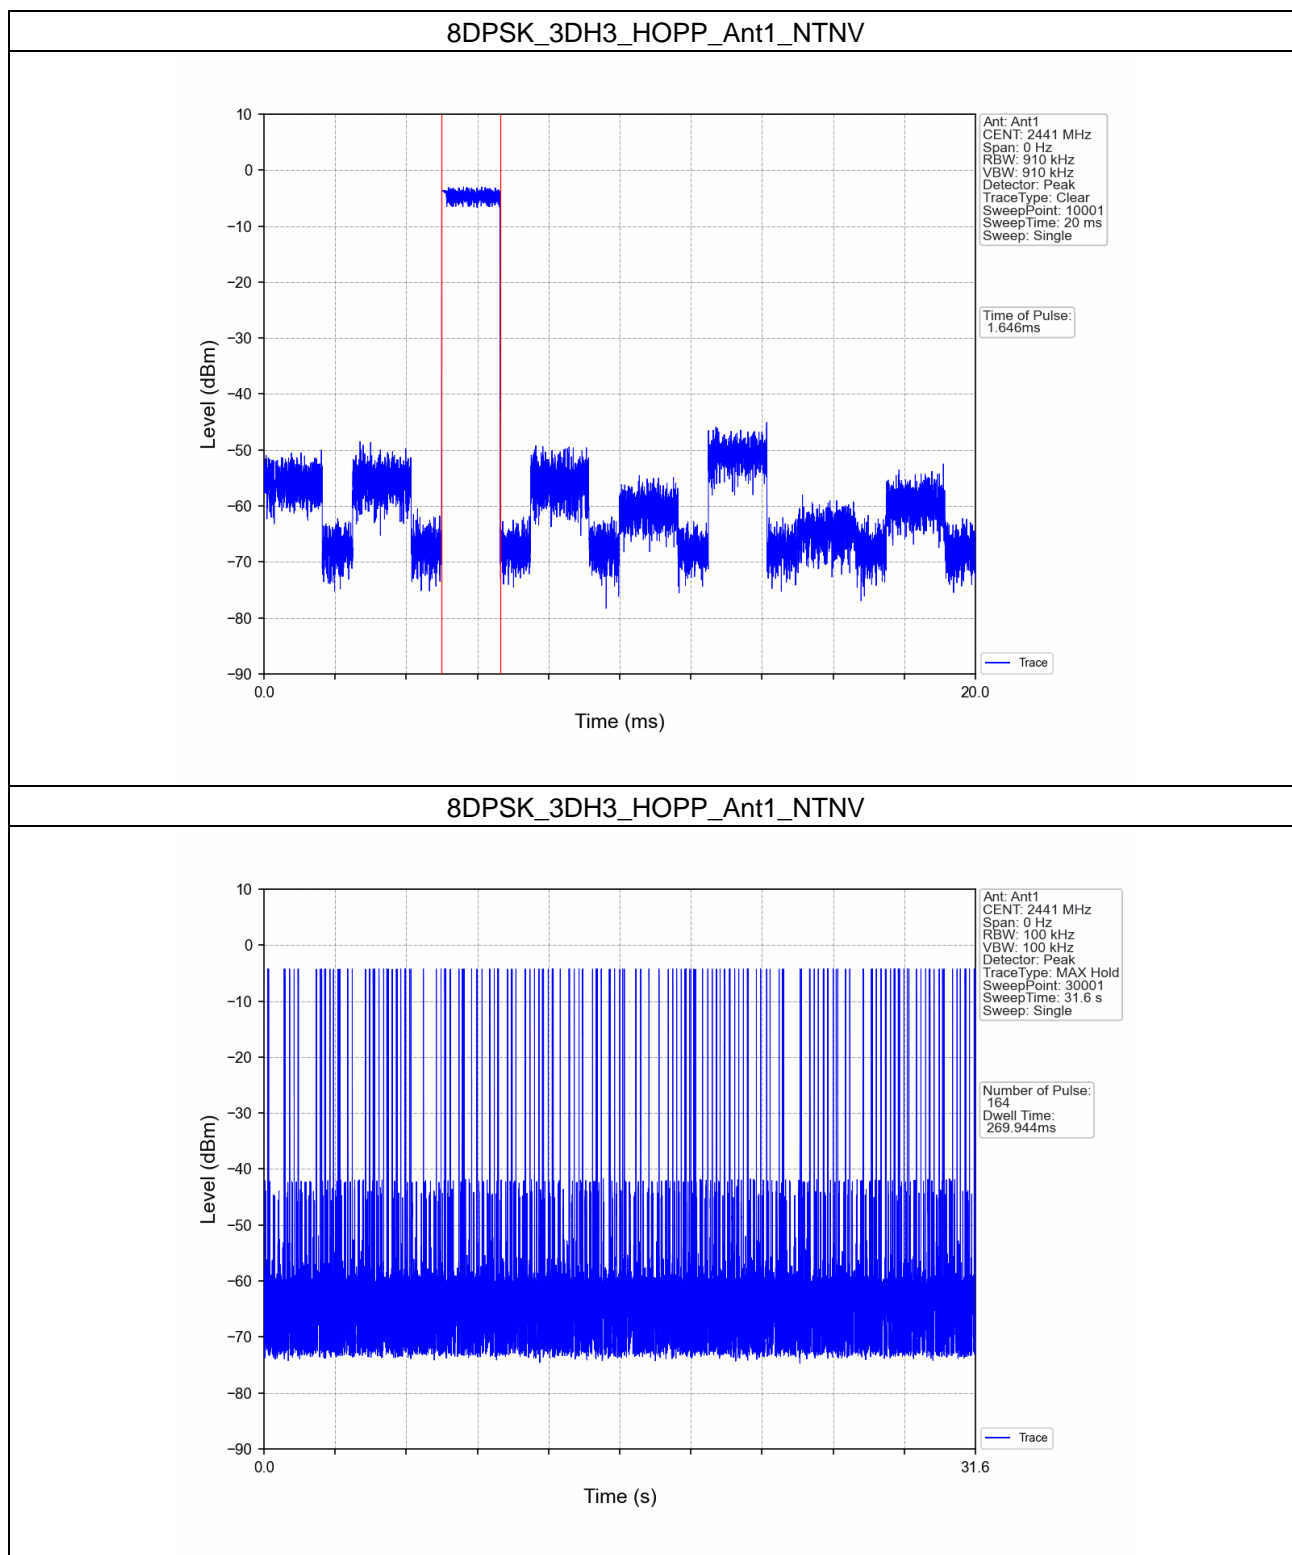 8DPSK_3DH3_HOPP_Ant1_NTNV
10
0
−10
−20
−30
−40
−50
−60
−70
−80
−90
Level (dBm)
0.0
20.0
Time (ms)
Ant: Ant1
CENT: 2441 MHz
Span: 0 Hz
RBW: 910 kHz
VBW: 910 kHz
Detector: Peak
TraceType: Clear
SweepPoint: 10001
SweepTime: 20 ms
Sweep: Single
Time of Pulse:
1.646ms
Trace
8DPSK_3DH3_HOPP_Ant1_NTNV
10
0
−10
−20
−30
−40
−50
−60
−70
−80
−90
Level (dBm)
0.0
31.6
Time (s)
Ant: Ant1
CENT: 2441 MHz
Span: 0 Hz
RBW: 100 kHz
VBW: 100 kHz
Detector: Peak
TraceType: MAX Hold
SweepPoint: 30001
SweepTime: 31.6 s
Sweep: Single
Number of Pulse:
164
Dwell Time:
269.944ms
Trace